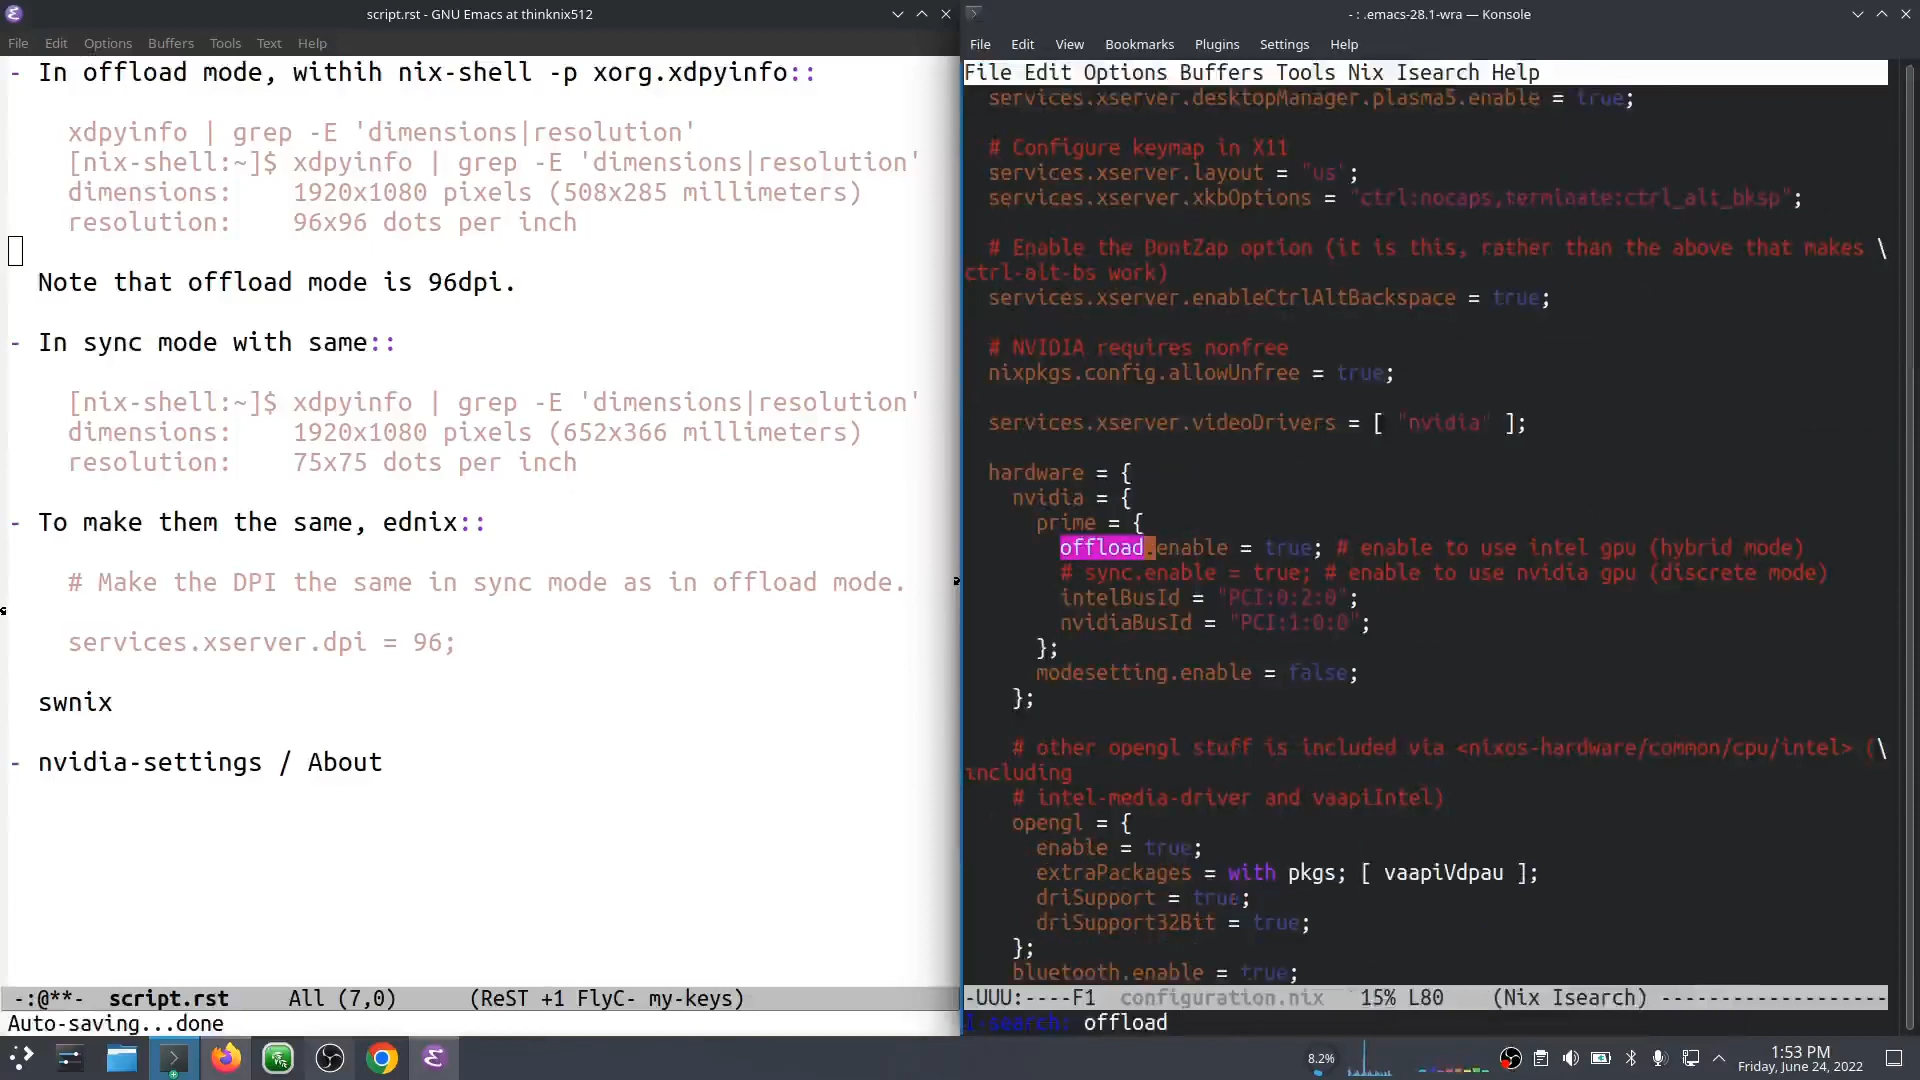 script.rst - GNU Emacs at thinknix512
File Edit Options Buffers Tools Text Help
- In offload mode, withih nix-shell -p xorg.xdpyinfo::
xdpyinfo | grep -E 'dimensions|resolution'
[nix-shell:~]$ xdpyinfo | grep -E 'dimensions|resolution'
dimensions: 1920x1080 pixels (508x285 millimeters)
resolution: 96x96 dots per inch
Note that offload mode is 96dpi.
- In sync mode with same::
[nix-shell:~]$ xdpyinfo | grep -E 'dimensions|resolution'
dimensions: 1920x1080 pixels (652x366 millimeters)
resolution: 75x75 dots per inch
- To make them the same, ednix::
# Make the DPI the same in sync mode as in offload mode.
services.xserver.dpi = 96;
swnix
- nvidia-settings / About
-:@**- script.rst All (7,0) (ReST +1 FlyC- my-keys)
Auto-saving...done
- : .emacs-28.1-wra — Konsole
File Edit View Bookmarks Plugins Settings Help
File Edit Options Buffers Tools Nix Isearch Help
services.xserver.desktopManager.plasma5.enable = true;
# Configure keymap in X11
services.xserver.layout = "us";
services.xserver.xkbOptions = "ctrl:nocaps,terminate:ctrl_alt_bksp";
# Enable the DontZap option (it is this, rather than the above that makes \
ctrl-alt-bs work)
services.xserver.enableCtrlAltBackspace = true;
# NVIDIA requires nonfree
nixpkgs.config.allowUnfree = true;
services.xserver.videoDrivers = [ "nvidia" ];
hardware = {
nvidia = {
prime = {
offload.enable = true; # enable to use intel gpu (hybrid mode)
# sync.enable = true; # enable to use nvidia gpu (discrete mode)
intelBusId = "PCI:0:2:0";
nvidiaBusId = "PCI:1:0:0";
};
modesetting.enable = false;
};
# other opengl stuff is included via <nixos-hardware/common/cpu/intel> (\
including
# intel-media-driver and vaapiIntel)
opengl = {
enable = true;
extraPackages = with pkgs; [ vaapiVdpau ];
driSupport = true;
driSupport32Bit = true;
};
bluetooth.enable = true;
-UUU:----F1 configuration.nix 15% L80 (Nix Isearch) -------------------
I-search: offload
8.2%
1:53 PM
Friday, June 24, 2022